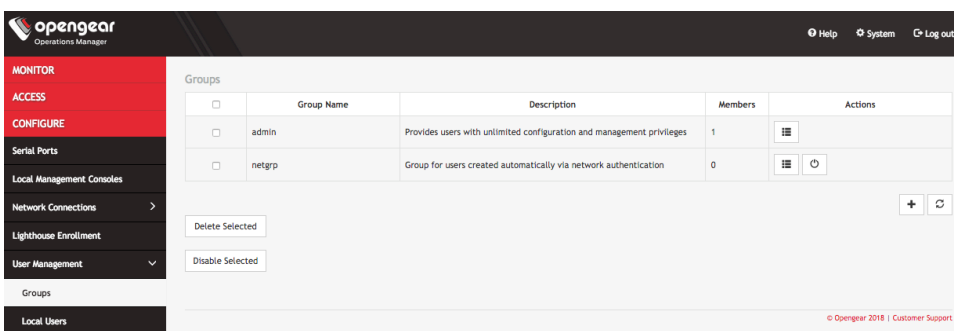 opengear
Operations Manager
Help System Log out
MONITOR
ACCESS
CONFIGURE
Serial Ports
Local Management Consoles
Network Connections
Lighthouse Enrollment
User Management
Groups
Local Users
Groups
Group Name Description Members Actions
admin Provides users with unlimited configuration and management privileges 1
netgrp Group for users created automatically via network authentication 0
Delete Selected
Disable Selected
© Opengear 2018 | Customer Support